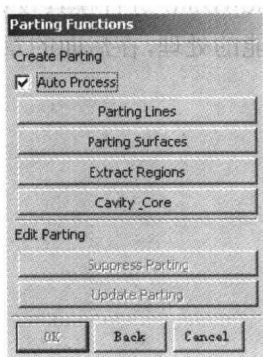 Parting Functions
Create Parting
Auto Process
Parting Lines
Parting Surfaces
Extract Regions
Cavity_Core
Edit Parting
Suppress Parting
Update Parting
OK Back Cancel